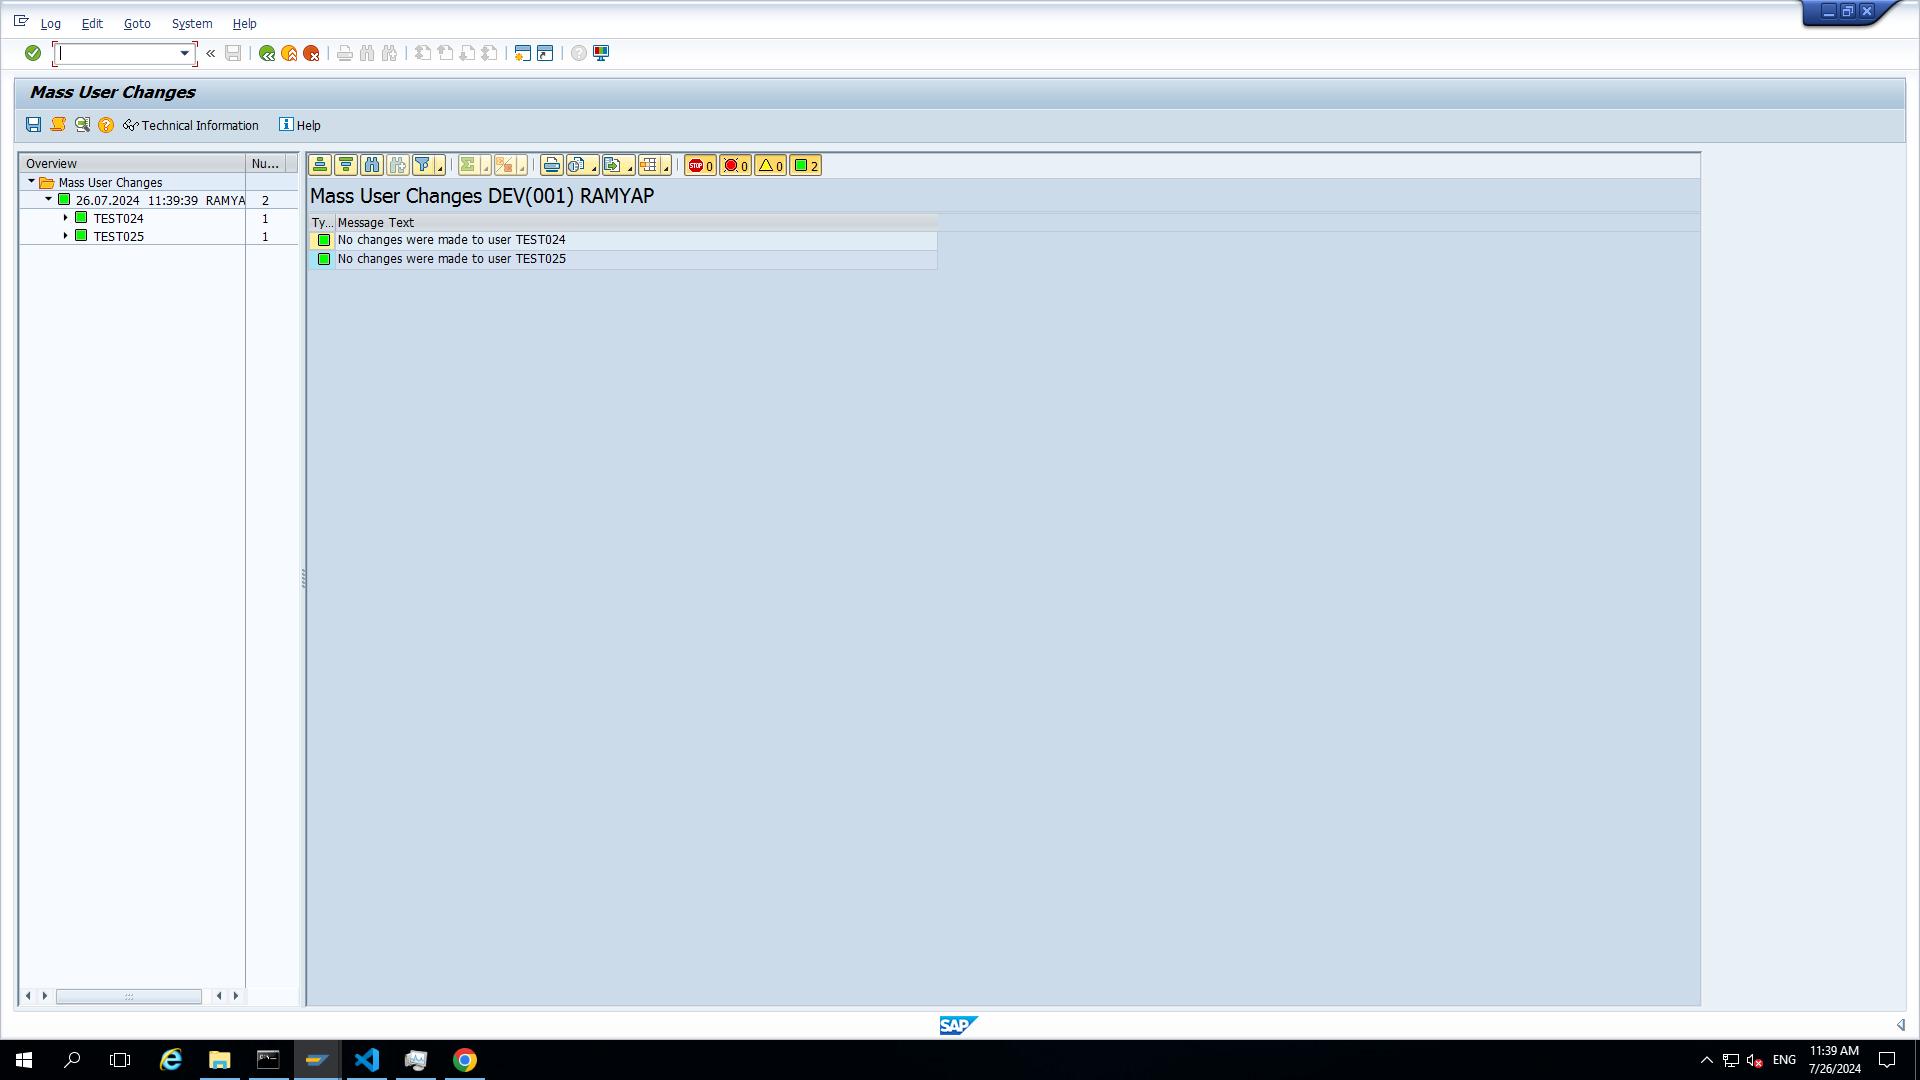 Log Edit Goto System Help
Mass User Changes
Technical Information Help
Overview Nu...
Mass User Changes
26.07.2024 11:39:39 RAMYA 2
TEST024 1
TEST025 1
STOP 0 0 0 2
Mass User Changes DEV(001) RAMYAP
Ty... Message Text
No changes were made to user TEST024
No changes were made to user TEST025
SAP
ENG
11:39 AM
7/26/2024